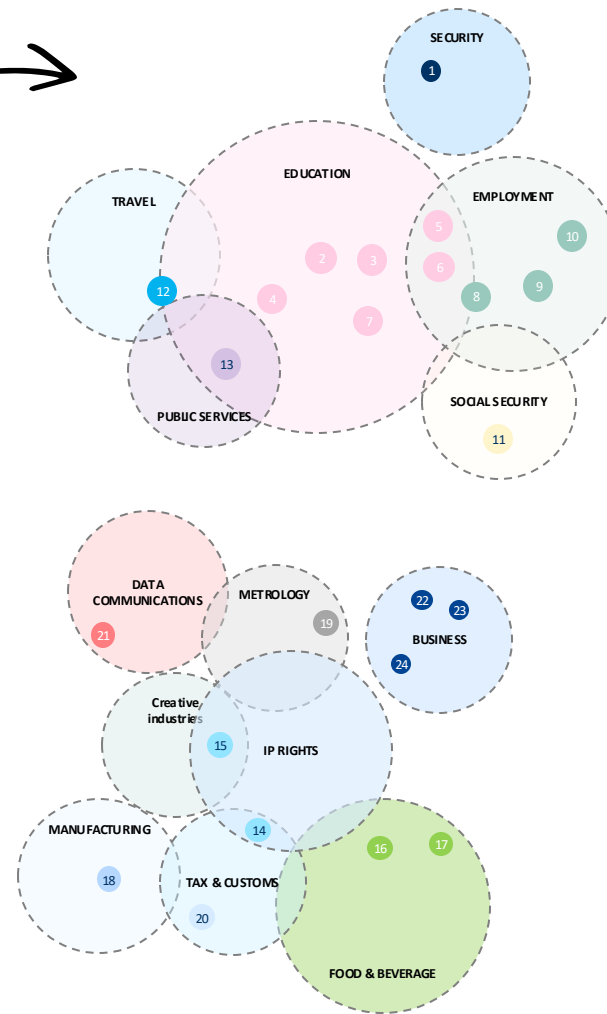 SECURITY
1
EDUCATION
TRAVEL
EMPLOYMENT
5
10
2
3
6
12
4
9
8
7
13
SOCIAL SECURITY
PUBLIC SERVICES
11
DATA
COMMUNICATIONS
METROLOGY
22
23
19
21
BUSINESS
24
Creative
industries
15
IP RIGHTS
MANUFACTURING
14
17
16
18
TAX & CUSTOMS
20
FOOD & BEVERAGE